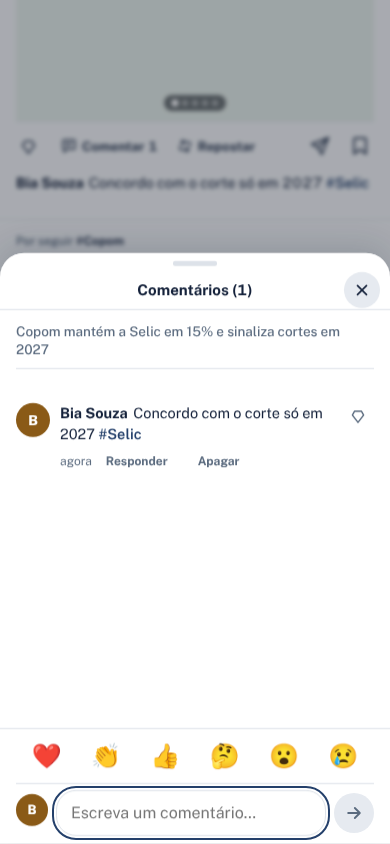 Comentar 1
Repostar
Bia Souza Concordo com o corte só em 2027 #Selic
Por seguir #Copom
Comentários (1)
Copom mantém a Selic em 15% e sinaliza cortes em
2027
B
Bia Souza Concordo com o corte só em
2027 #Selic
agora Responder Apagar
B
Escreva um comentário...